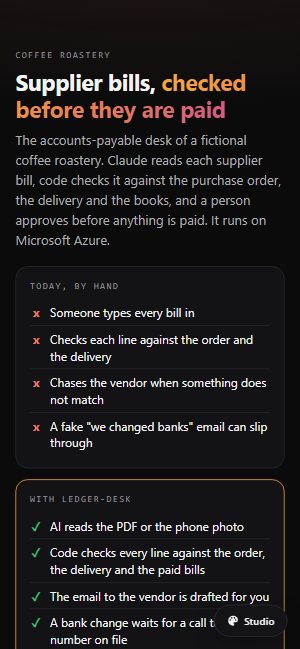 COFFEE ROASTERY
Supplier bills, checked
before they are paid
The accounts-payable desk of a fictional
coffee roastery. Claude reads each supplier
bill, code checks it against the purchase order,
the delivery and the books, and a person
approves before anything is paid. It runs on
Microsoft Azure.
TODAY, BY HAND
x Someone types every bill in
x Checks each line against the order and
the delivery
x Chases the vendor when something does
not match
x A fake "we changed banks" email can slip
through
WITH LEDGER-DESK
✓ AI reads the PDF or the phone photo
✓ Code checks every line against the order,
the delivery and the paid bills
✓ The email to the vendor is drafted for you
✓ A bank change waits for a call t
number on file
Studio